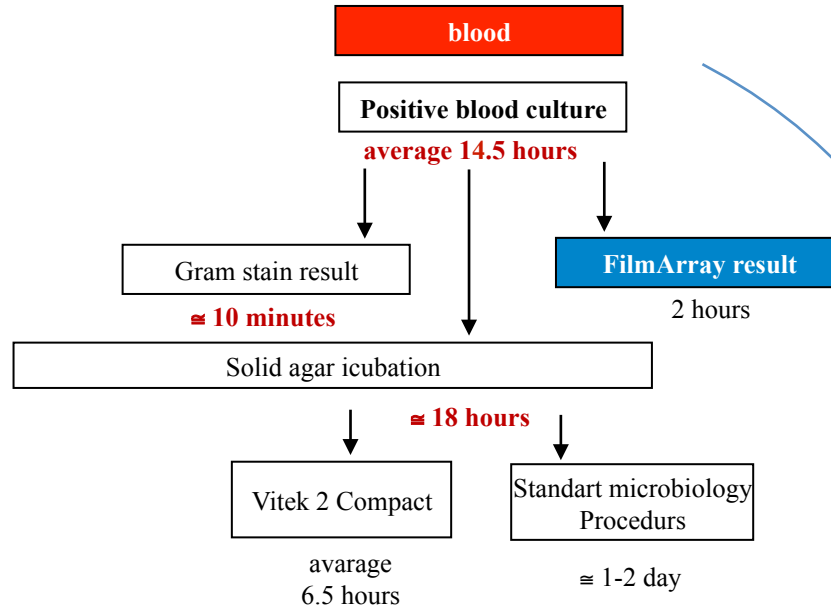 blood
Positive blood culture
average 14.5 hours
Gram stain result
≅ 10 minutes
FilmArray result
2 hours
Solid agar icubation
≅ 18 hours
Vitek 2 Compact
avarage
6.5 hours
Standart microbiology
Procedurs
≅ 1-2 day